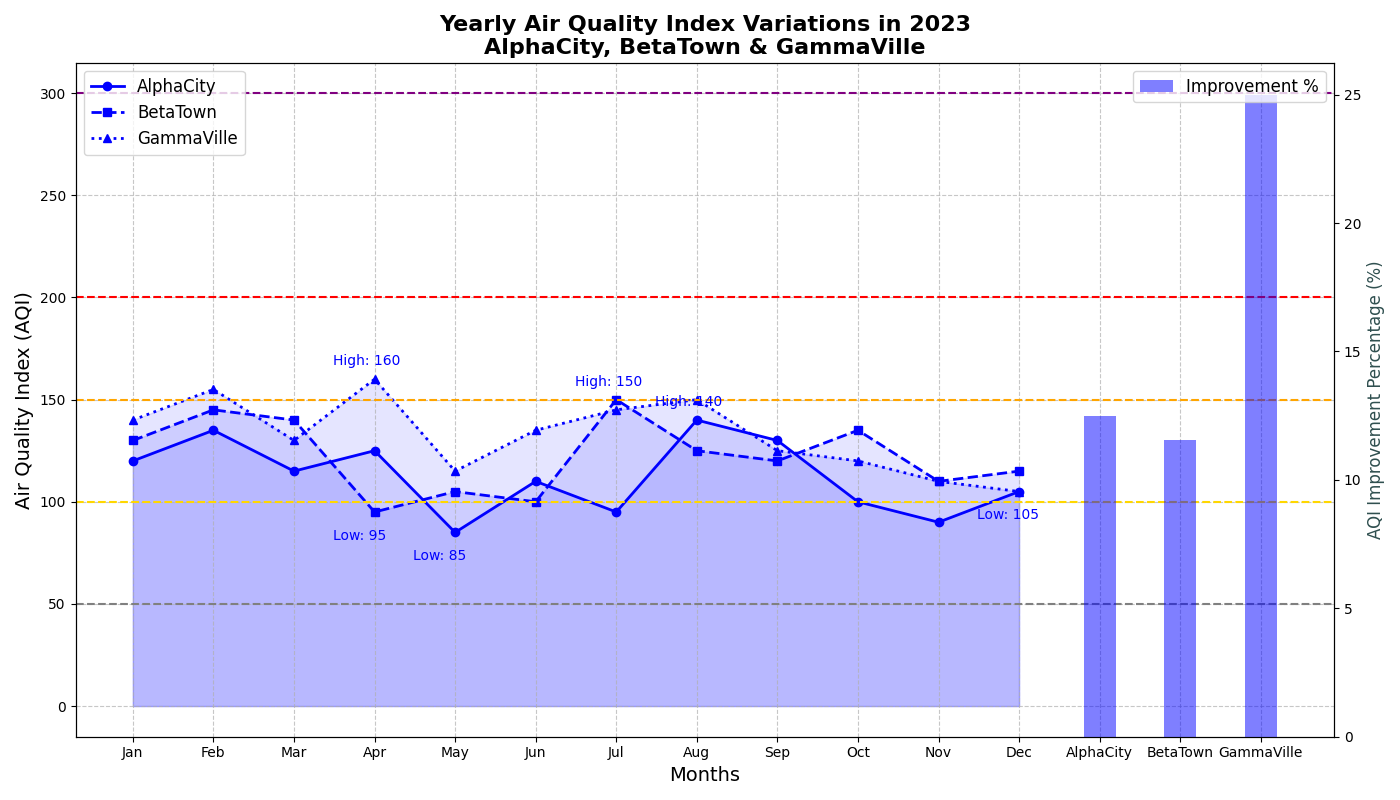 Yearly Air Quality Index Variations in 2023
AlphaCity, BetaTown & GammaVille
AlphaCity
BetaTown
GammaVille
Improvement %
Air Quality Index (AQI)
300
250
200
150
100
50
0
High: 160
High: 150
High: 140
Low: 95
Low: 85
Low: 105
25
20
15
10
5
0
AQI Improvement Percentage (%)
Jan Feb Mar Apr May Jun Jul Aug Sep Oct Nov Dec AlphaCity BetaTown GammaVille
Months